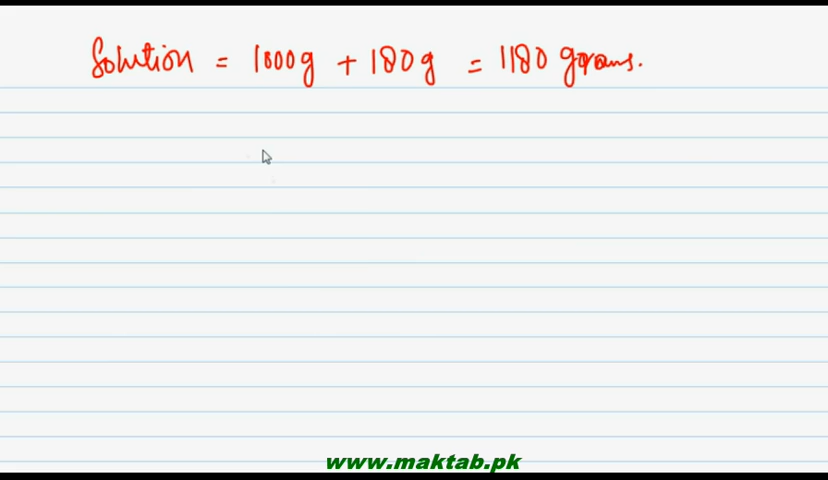 Solution = 1000g + 180g = 1180 grams.
www.maktab.pk